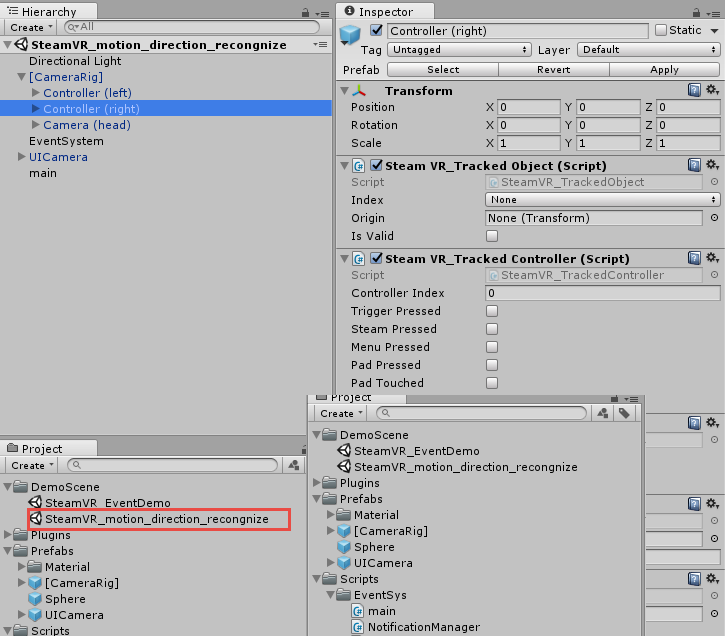 Hierarchy
Create
All
SteamVR_motion_direction_recongnize
Directional Light
[CameraRig]
Controller (left)
Controller (right)
Camera (head)
EventSystem
UICamera
main
Inspector
Controller (right)
Static
Tag Untagged Layer Default
Prefab Select Revert Apply
Transform
Position X 0 Y 0 Z 0
Rotation X 0 Y 0 Z 0
Scale X 1 Y 1 Z 1
Steam VR_Tracked Object (Script)
Script SteamVR_TrackedObject
Index None
Origin None (Transform)
Is Valid
Steam VR_Tracked Controller (Script)
Script SteamVR_TrackedController
Controller Index 0
Trigger Pressed
Steam Pressed
Menu Pressed
Pad Pressed
Pad Touched
Project
Create
DemoScene
SteamVR_EventDemo
SteamVR_motion_direction_recongnize
Plugins
Prefabs
Material
[CameraRig]
Sphere
UICamera
Scripts
Project
Create
DemoScene
SteamVR_EventDemo
SteamVR_motion_direction_recongnize
Plugins
Prefabs
Material
[CameraRig]
Sphere
UICamera
Scripts
EventSys
main
NotificationManager